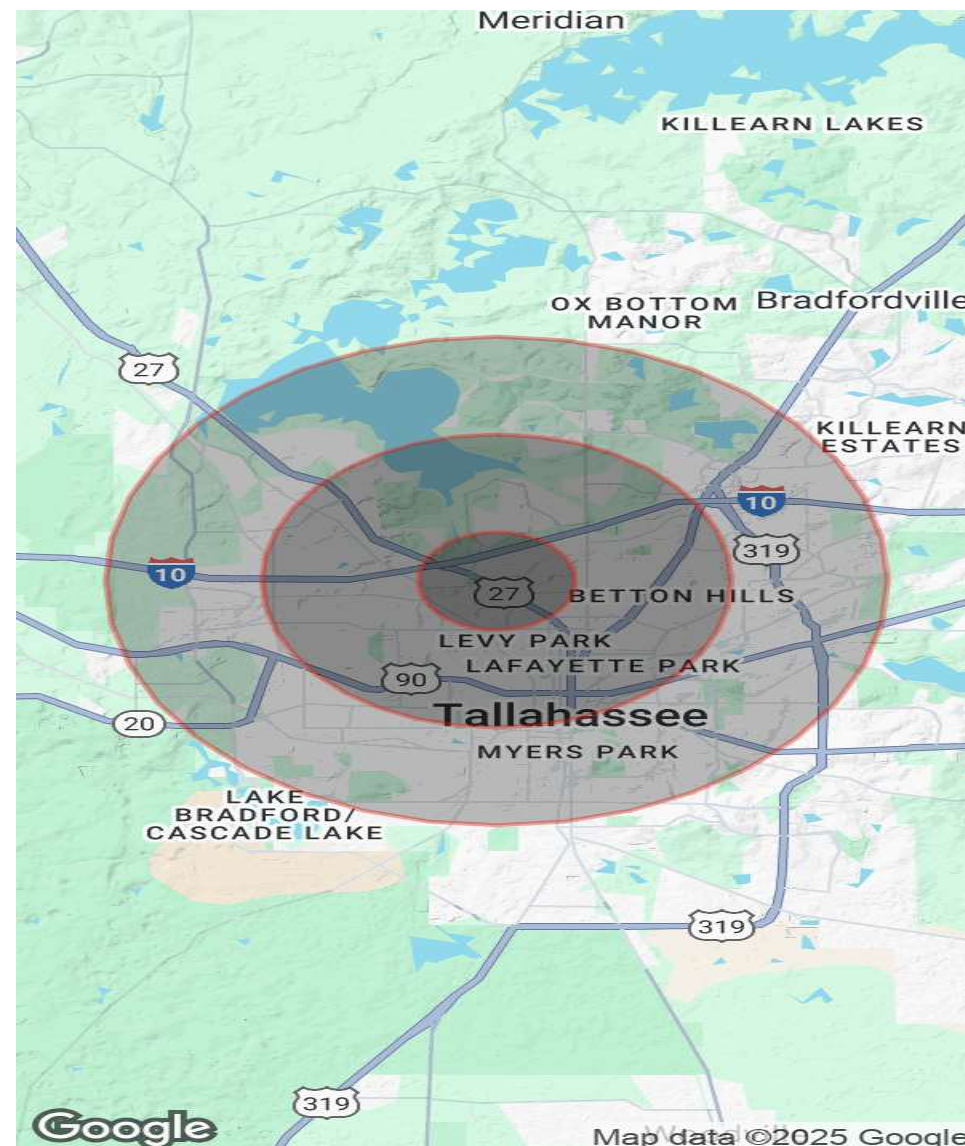 Meridian
KILLEARN LAKES
OX BOTTOM
MANOR
Bradfordville
27
KILLEARN
ESTATES
10
319
10
27
BETTON HILLS
LEVY PARK
LAFAYETTE PARK
90
Tallahassee
20
MYERS PARK
LAKE
BRADFORD/
CASCADE LAKE
319
319
Google
Map data ©2025 Google